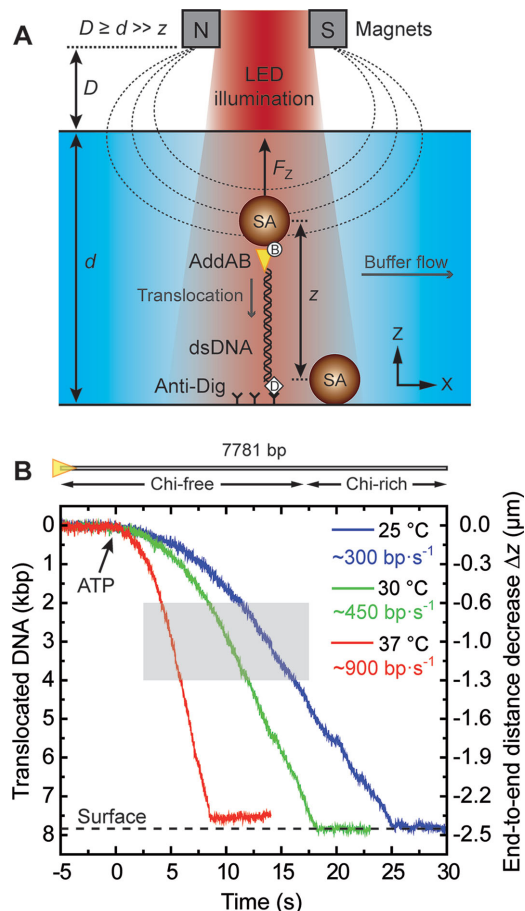 A
D ≥ d >> z
N
S
Magnets
D
LED
illumination
F_Z
SA
d
AddAB
B
Translocation
z
Buffer flow
dsDNA
Anti-Dig
D
SA
Z
X
B
7781 bp
Chi-free
Chi-rich
0
1
2
3
4
5
6
7
8
Translocated DNA (kbp)
ATP
25 °C
~300 bp·s⁻¹
30 °C
~450 bp·s⁻¹
37 °C
~900 bp·s⁻¹
Surface
0.0
-0.3
-0.6
-1.0
-1.3
-1.6
-1.9
-2.2
-2.5
End-to-end distance decrease Δz (μm)
-5 0 5 10 15 20 25 30
Time (s)